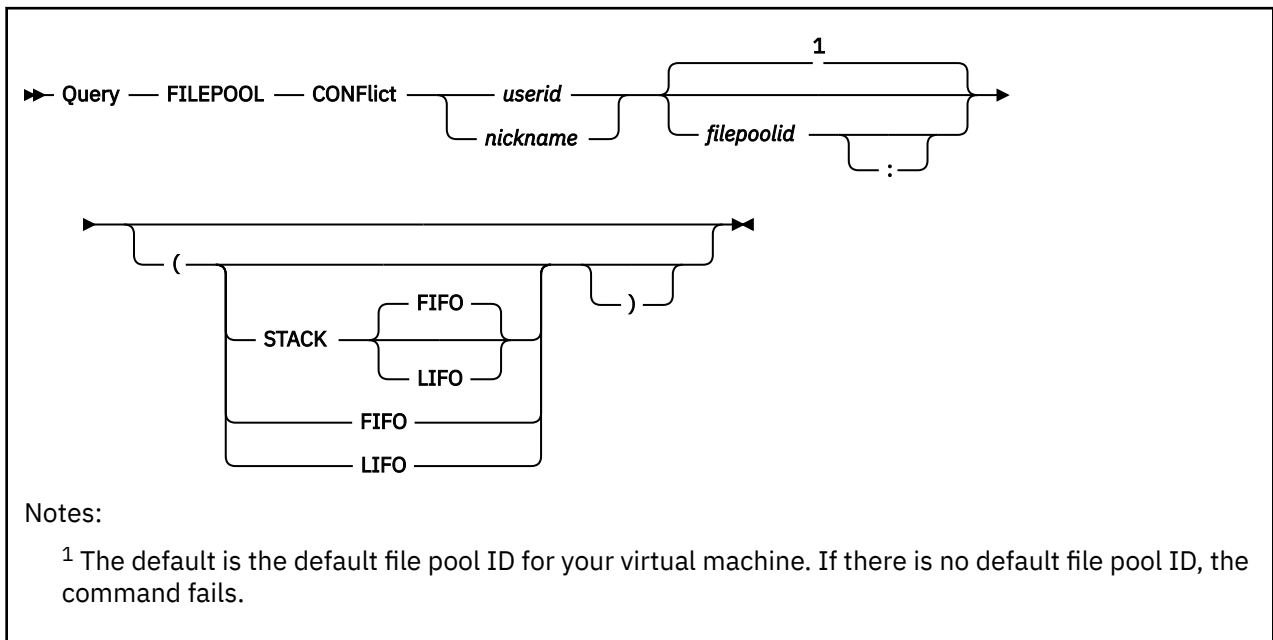 1
Query FILEPOOL CONFlict userid
nickname
filepoolid
:
(
STACK
FIFO
LIFO
FIFO
LIFO
)
Notes:
1 The default is the default file pool ID for your virtual machine. If there is no default file pool ID, the
command fails.